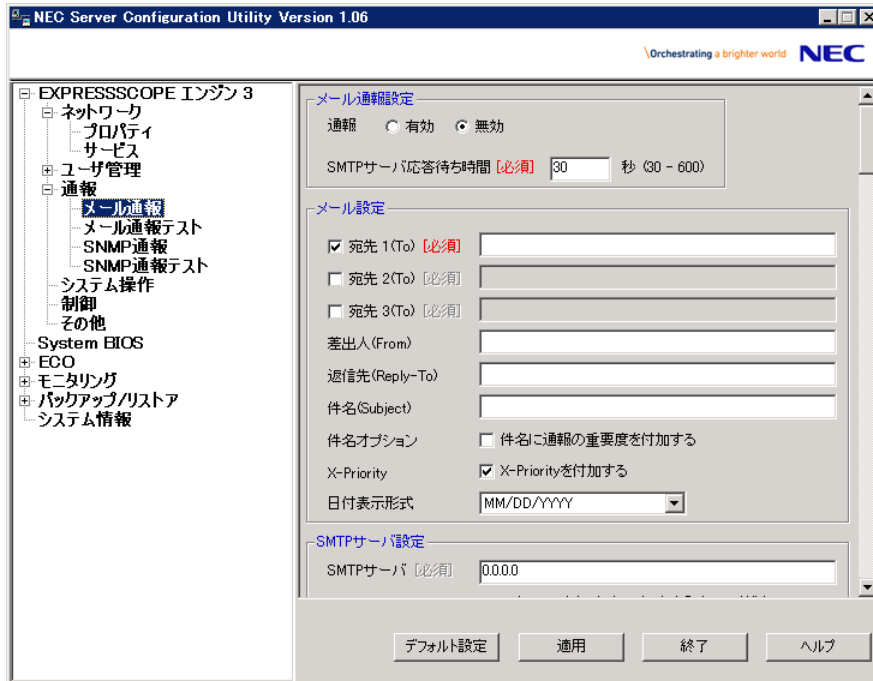 NEC Server Configuration Utility Version 1.06
\Orchestrating a brighter world NEC
EXPRESSSCOPE エンジン 3
ネットワーク
プロパティ
サービス
ユーザ管理
通報
メール通報
メール通報テスト
SNMP通報
SNMP通報テスト
システム操作
制御
その他
System BIOS
ECO
モニタリング
バックアップ/リストア
システム情報
メール通報設定
通報 有効 無効
SMTPサーバ応答待ち時間 [必須] 30 秒 (30 - 600)
メール設定
宛先 1(To) [必須]
宛先 2(To) [必須]
宛先 3(To) [必須]
差出人(From)
返信先(Reply-To)
件名(Subject)
件名オプション 件名に通報の重要度を付加する
X-Priority X-Priorityを付加する
日付表示形式 MM/DD/YYYY
SMTPサーバ設定
SMTPサーバ [必須] 0.0.0.0
デフォルト設定 適用 終了 ヘルプ